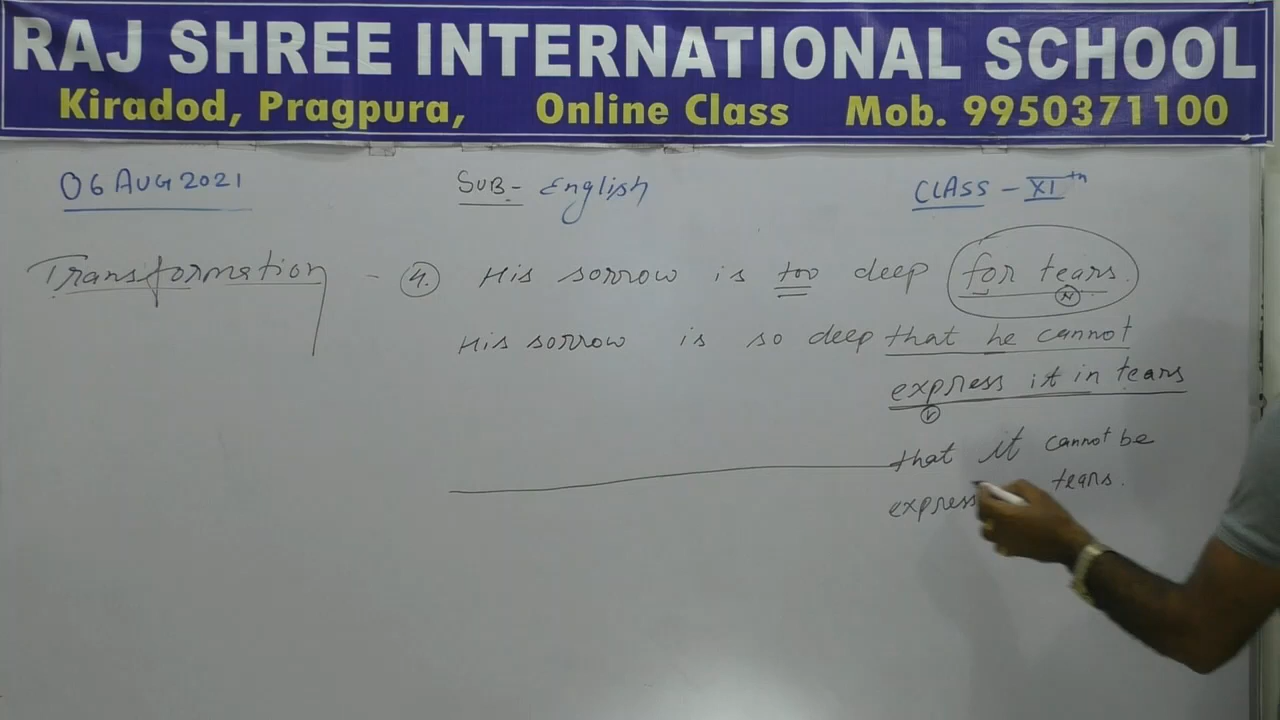 RAJ SHREE INTERNATIONAL SCHOOL
Kiradod, Pragpura, Online Class Mob. 9950371100
06 AUG 2021 SUB- English CLASS - XIth
Transformation - 4. His sorrow is too deep for tears.
N
His sorrow is so deep that he cannot
express it in tears
V
that it cannot be
express tears.